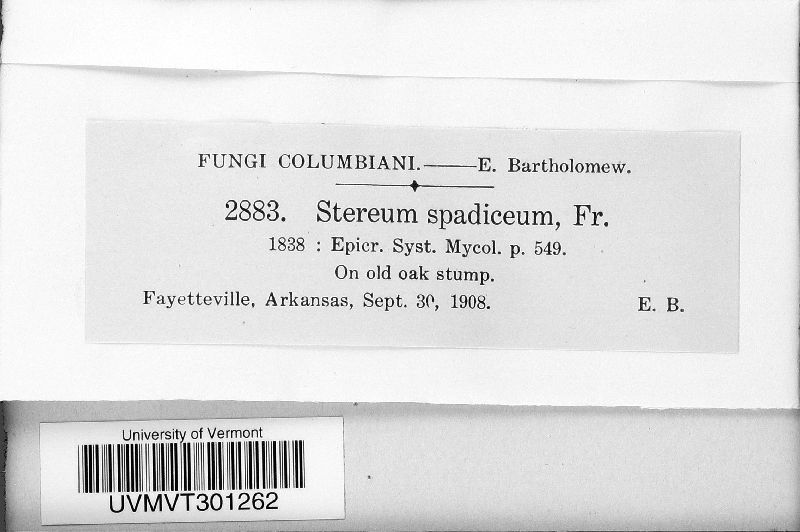 FUNGI COLUMBIANI.——E. Bartholomew.
2883. Stereum spadiceum, Fr.
1838 : Epicr. Syst. Mycol. p. 549.
On old oak stump.
Fayetteville, Arkansas, Sept. 30, 1908. E. B.
University of Vermont
UVMVT301262